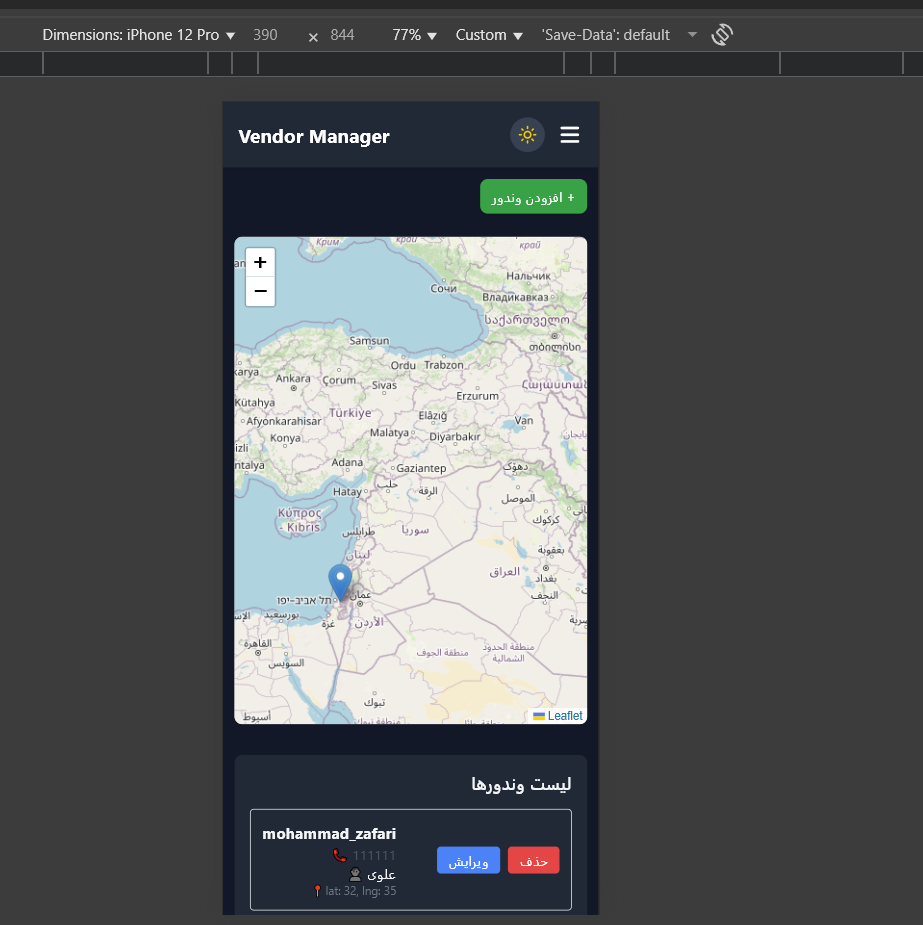 Dimensions: iPhone 12 Pro ▼ 390 × 844 77% ▼ Custom ▼ 'Save-Data': default
Vendor Manager
+ افزودن وندور
+
−
Крим
край
Нальчик
Сочи
Владикавказ
საქართველო
თბილისი
Samsun
Ordu Trabzon
Ankara Çorum
Sivas
Erzurum
Kütahya
Türkiye
Elâzığ
Afyonkarahisar
Van
Malatya
Diyarbakır
Konya
Adana
Gaziantep
دهۆک
Hatay
حلب
الرقة
الموصل
Κύπρος
- Kıbrıs
كركوك
طرابلس
سوريا
لبنان
بعقوبة
العراق
بغداد
תל אביב–יפו
عمان
النجف
بورسعيد
غزة
الأردن
القاهرة
منطقة الحدود
الشمالية
منطقة الجوف
السويس
تبوك
أسيوط
منطقة تبوك
Leaflet
لیست وندورها
mohammad_zafari
111111
علوی
lat: 32, lng: 35
ویرایش
حذف